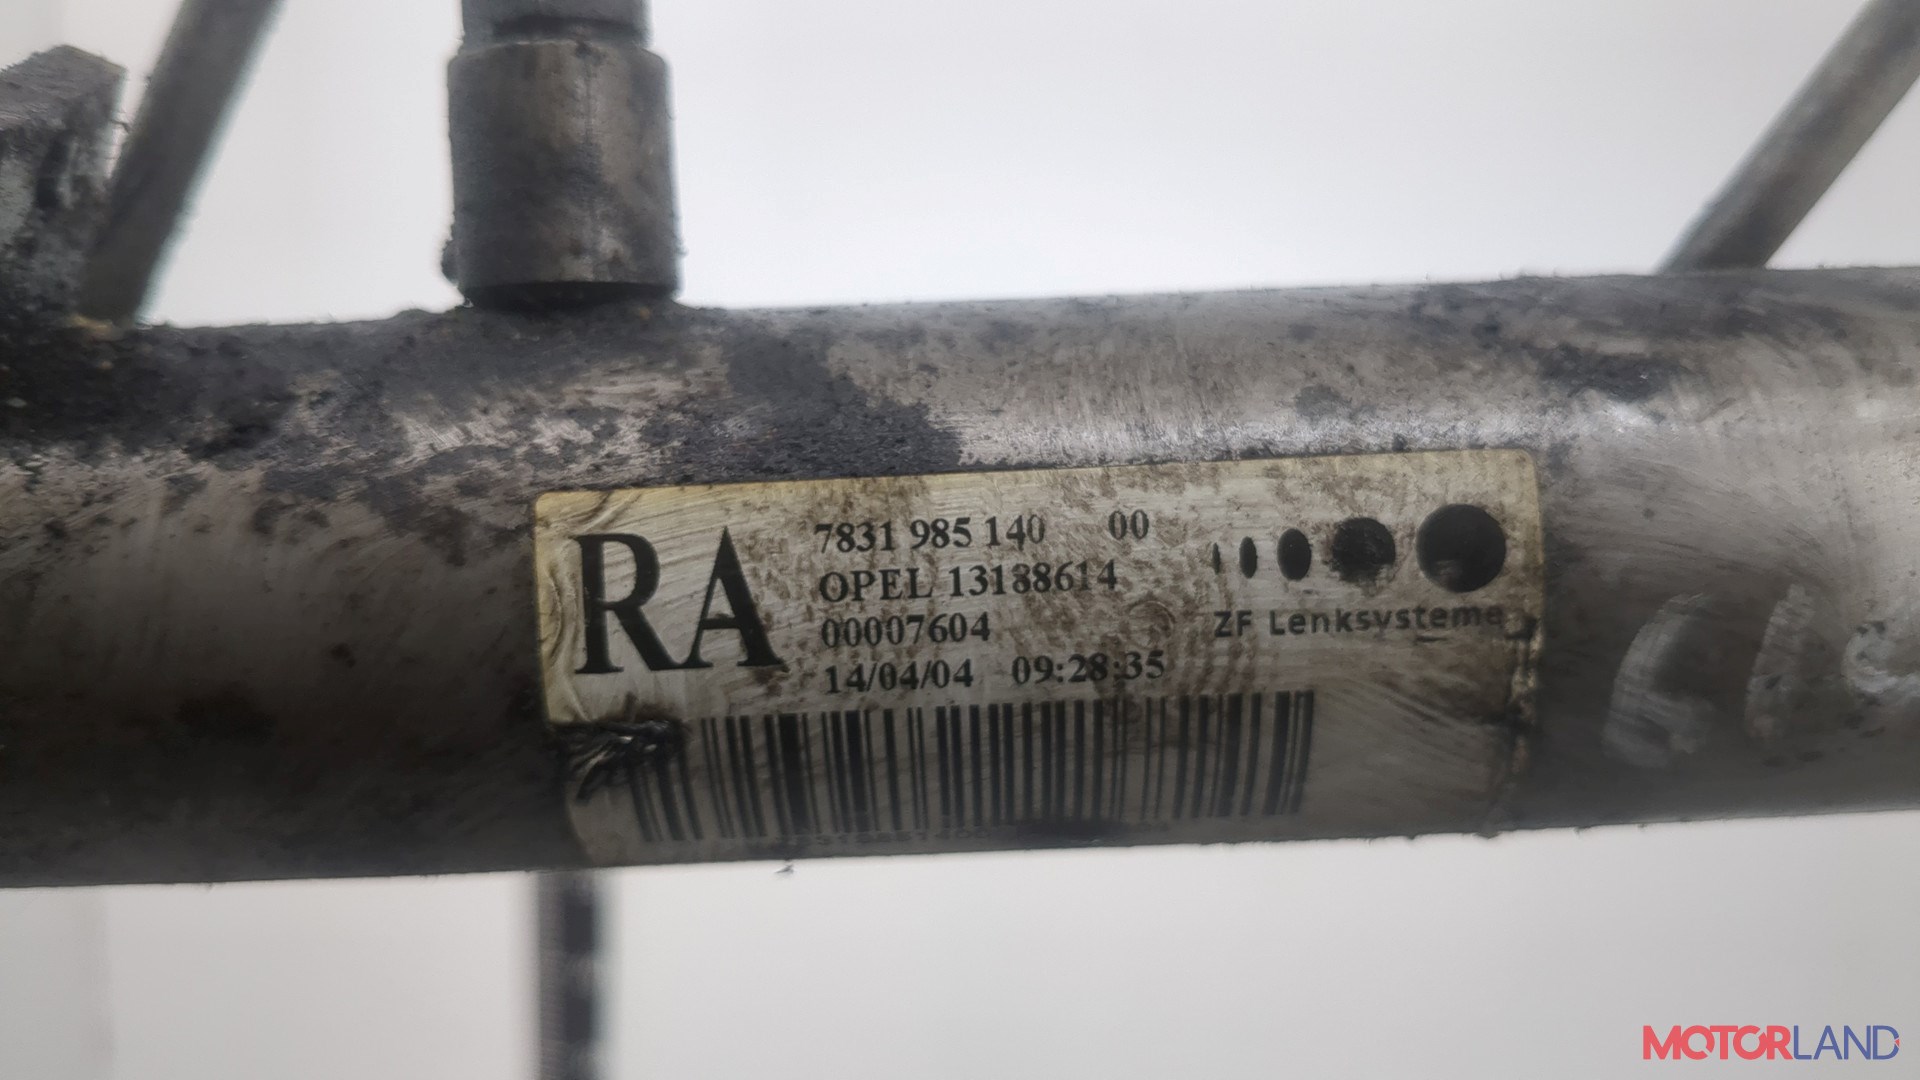 RA
7831 985 140 00
OPEL 13188614
00007604
14/04/04 09:28:35
ZF Lenksysteme
MOTORLAND